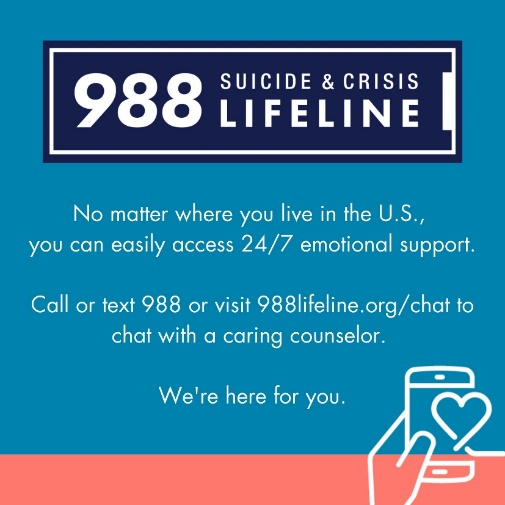 988 SUICIDE & CRISIS
LIFELINE
No matter where you live in the U.S.,
you can easily access 24/7 emotional support.
Call or text 988 or visit 988lifeline.org/chat to
chat with a caring counselor.
We're here for you.